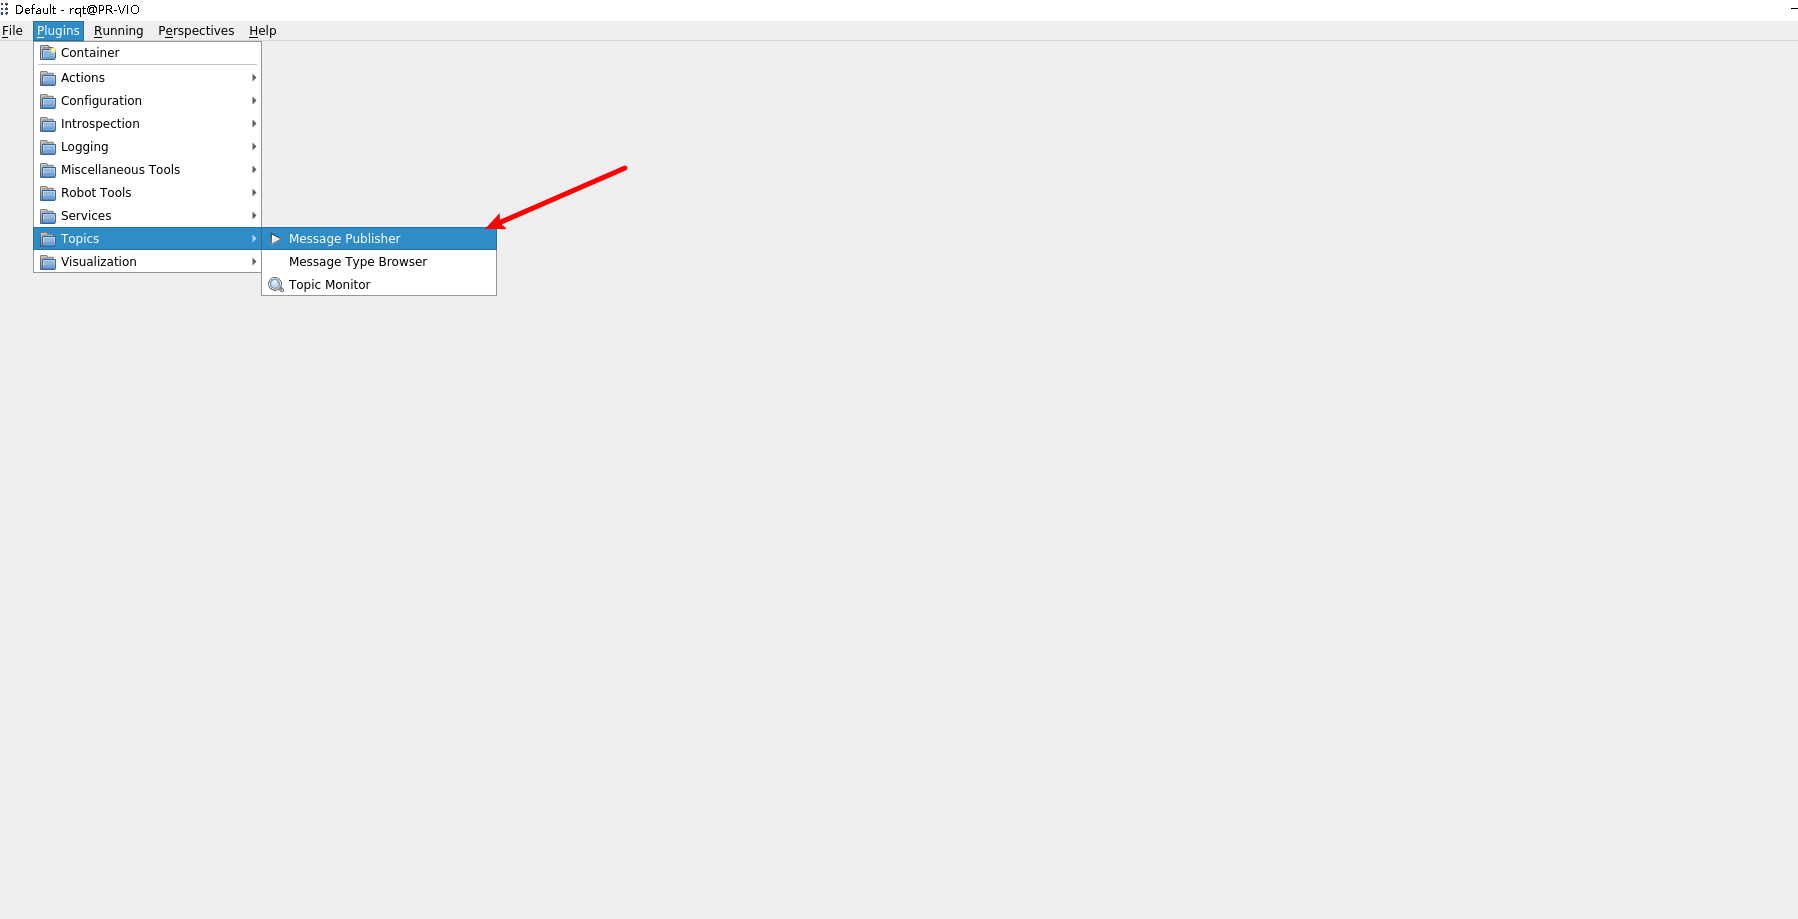 Default - rqt@PR-VIO
File Plugins Running Perspectives Help
Container
Actions
Configuration
Introspection
Logging
Miscellaneous Tools
Robot Tools
Services
Topics
Message Publisher
Visualization
Message Type Browser
Topic Monitor